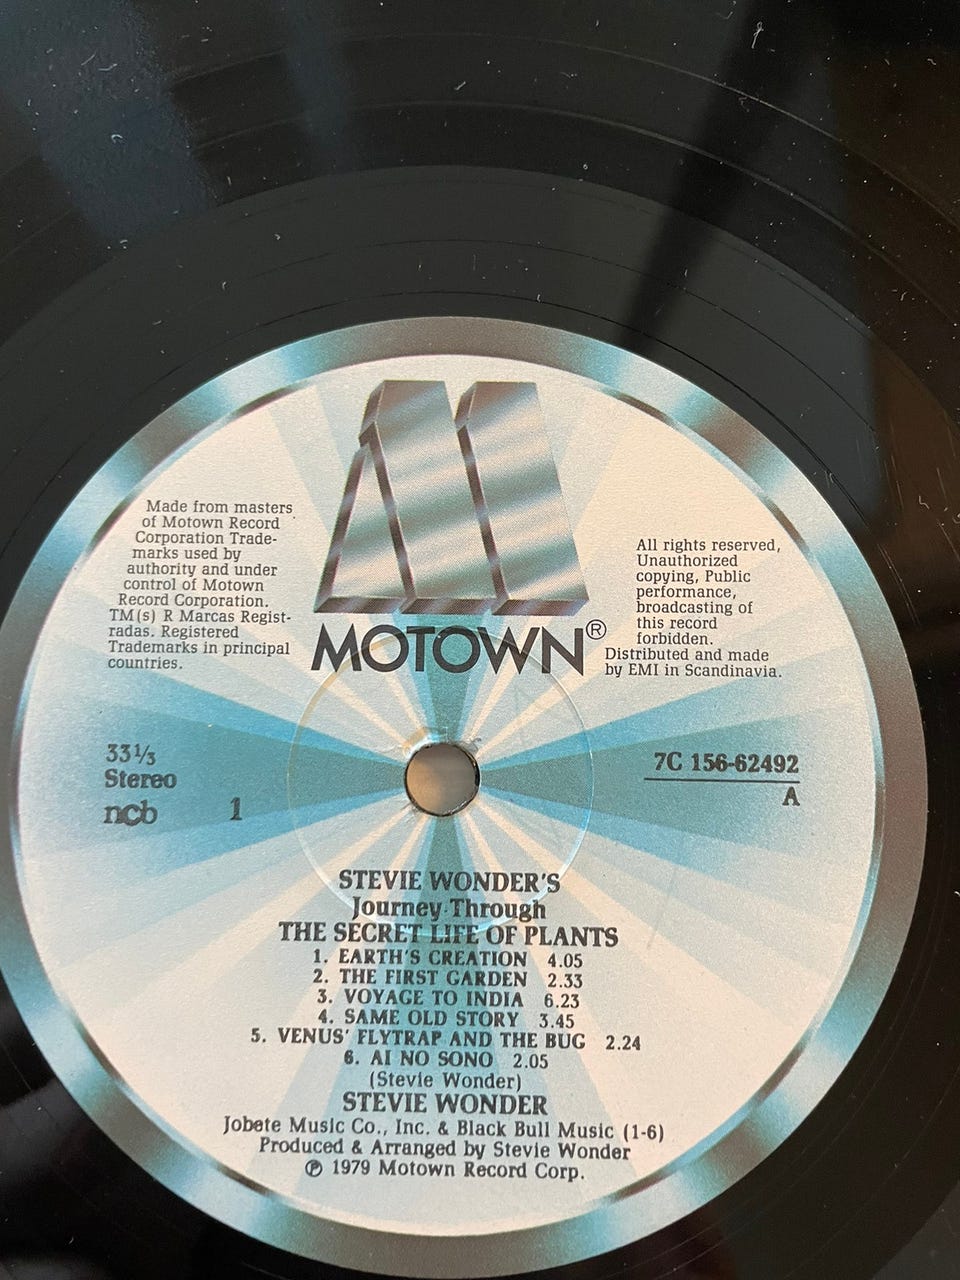 MOTOWN®
Made from masters
of Motown Record
Corporation Trade-
marks used by
authority and under
control of Motown
Record Corporation.
TM(s) R Marcas Regist-
radas. Registered
Trademarks in principal
countries.
All rights reserved,
Unauthorized
copying, Public
performance,
broadcasting of
this record
forbidden.
Distributed and made
by EMI in Scandinavia.
33⅓
Stereo
ncb 1
7C 156-62492
A
STEVIE WONDER'S
Journey Through
THE SECRET LIFE OF PLANTS
1. EARTH'S CREATION 4.05
2. THE FIRST GARDEN 2.33
3. VOYAGE TO INDIA 6.23
4. SAME OLD STORY 3.45
5. VENUS' FLYTRAP AND THE BUG 2.24
6. AI NO SONO 2.05
(Stevie Wonder)
STEVIE WONDER
Jobete Music Co., Inc. & Black Bull Music (1-6)
Produced & Arranged by Stevie Wonder
℗ 1979 Motown Record Corp.